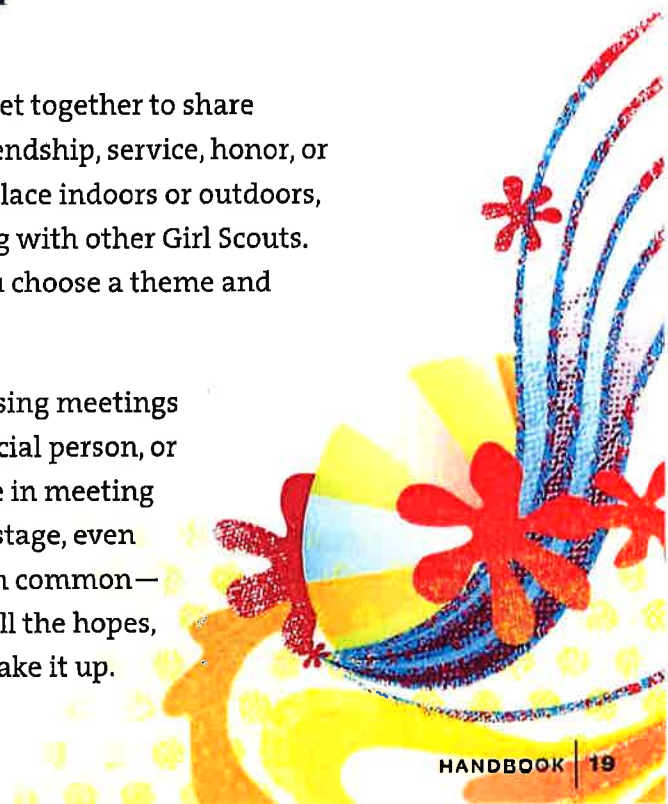 et together to share
endship, service, honor, or
lace indoors or outdoors,
g with other Girl Scouts.
choose a theme and
sing meetings
cial person, or
e in meeting
stage, even
n common—
ll the hopes,
ake it up.
HANDBOOK | 19